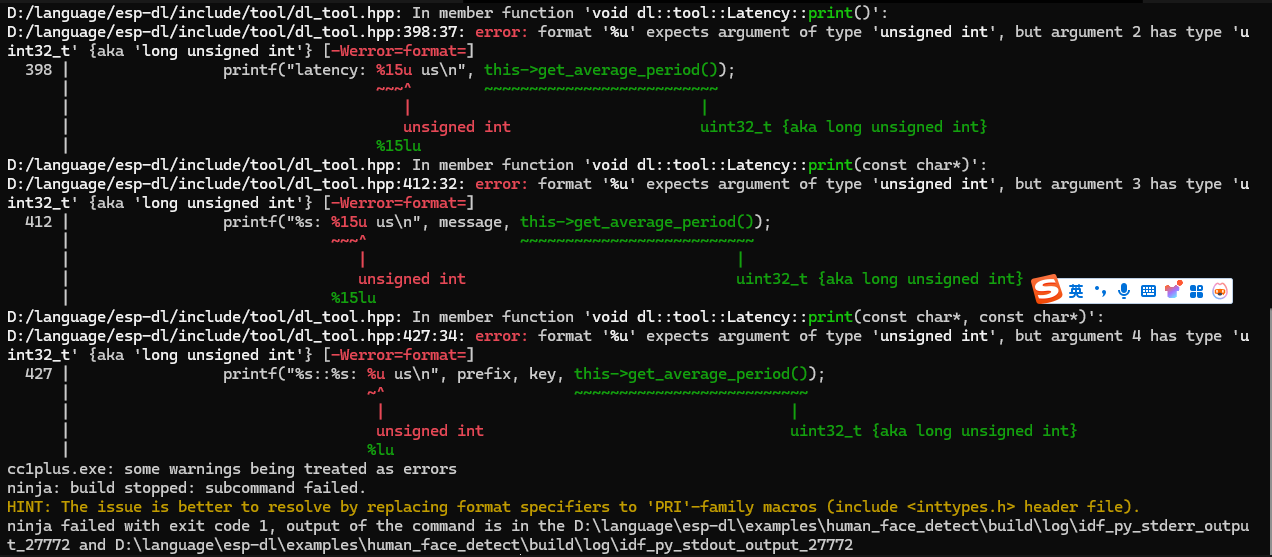 D:/language/esp-dl/include/tool/dl_tool.hpp: In member function 'void dl::tool::Latency::print()':
D:/language/esp-dl/include/tool/dl_tool.hpp:398:37: error: format '%u' expects argument of type 'unsigned int', but argument 2 has type 'u
int32_t' {aka 'long unsigned int'} [-Werror=format=]
  398 |                 printf("latency: %15u us\n", this->get_average_period());
      |                                  ~~~^        ~~~~~~~~~~~~~~~~~~~~~~~~~~
      |                                     |                                |
      |                                     unsigned int                     uint32_t {aka long unsigned int}
      |                                  %15lu
D:/language/esp-dl/include/tool/dl_tool.hpp: In member function 'void dl::tool::Latency::print(const char*)':
D:/language/esp-dl/include/tool/dl_tool.hpp:412:32: error: format '%u' expects argument of type 'unsigned int', but argument 3 has type 'u
int32_t' {aka 'long unsigned int'} [-Werror=format=]
  412 |                 printf("%s: %15u us\n", message, this->get_average_period());
      |                             ~~~^                 ~~~~~~~~~~~~~~~~~~~~~~~~~~
      |                                |                                         |
      |                                unsigned int                              uint32_t {aka long unsigned int}
      |                             %15lu
英
D:/language/esp-dl/include/tool/dl_tool.hpp: In member function 'void dl::tool::Latency::print(const char*, const char*)':
D:/language/esp-dl/include/tool/dl_tool.hpp:427:34: error: format '%u' expects argument of type 'unsigned int', but argument 4 has type 'u
int32_t' {aka 'long unsigned int'} [-Werror=format=]
  427 |                 printf("%s::%s: %u us\n", prefix, key, this->get_average_period());
      |                                 ~^                     ~~~~~~~~~~~~~~~~~~~~~~~~~~
      |                                  |                                             |
      |                                  unsigned int                                  uint32_t {aka long unsigned int}
      |                                 %lu
cc1plus.exe: some warnings being treated as errors
ninja: build stopped: subcommand failed.
HINT: The issue is better to resolve by replacing format specifiers to 'PRI'-family macros (include <inttypes.h> header file).
ninja failed with exit code 1, output of the command is in the D:\language\esp-dl\examples\human_face_detect\build\log\idf_py_stderr_outpu
t_27772 and D:\language\esp-dl\examples\human_face_detect\build\log\idf_py_stdout_output_27772